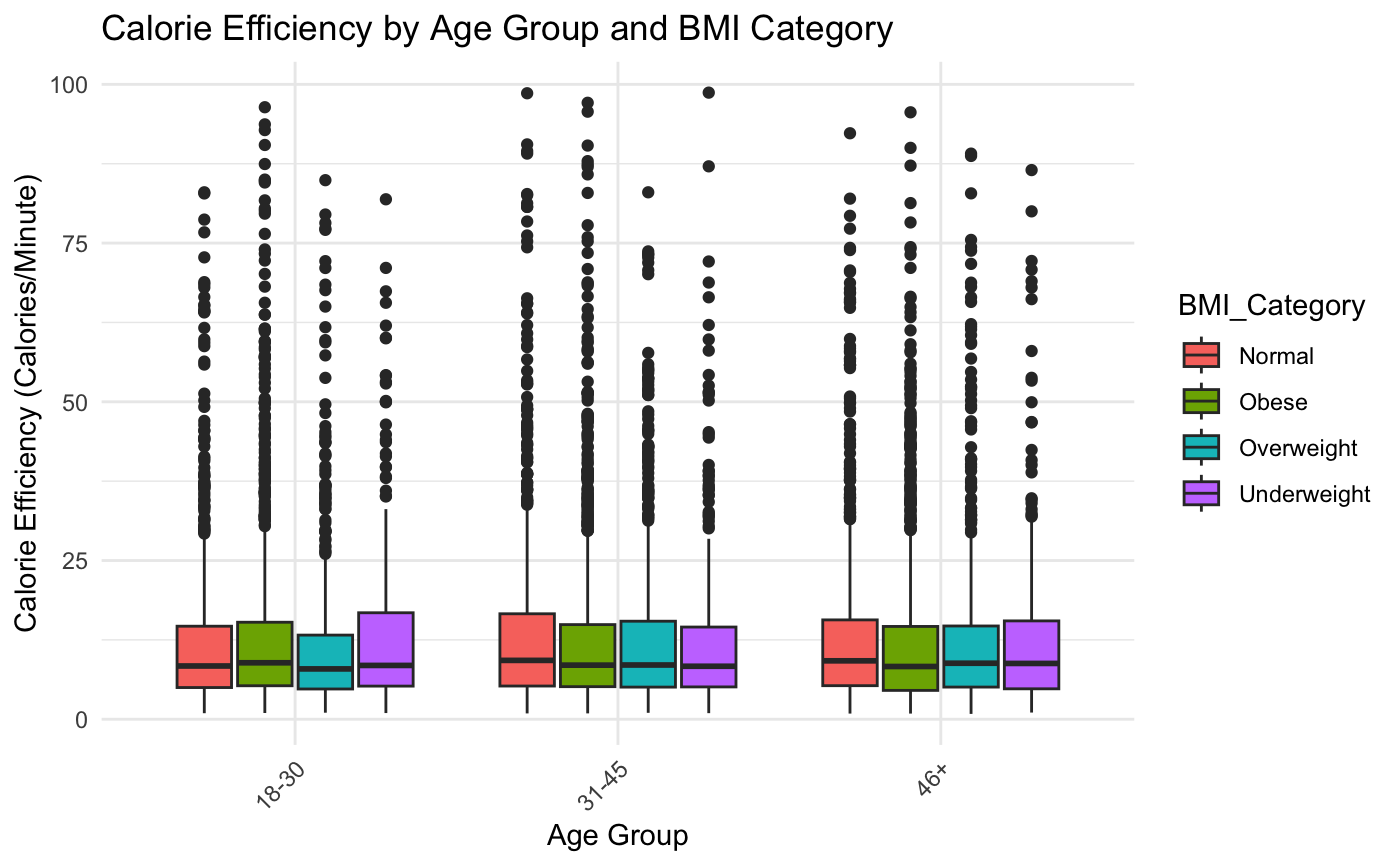 Calorie Efficiency by Age Group and BMI Category
Calorie Efficiency (Calories/Minute)
100
75
50
25
0
18-30
31-45
46+
Age Group
BMI_Category
Normal
Obese
Overweight
Underweight